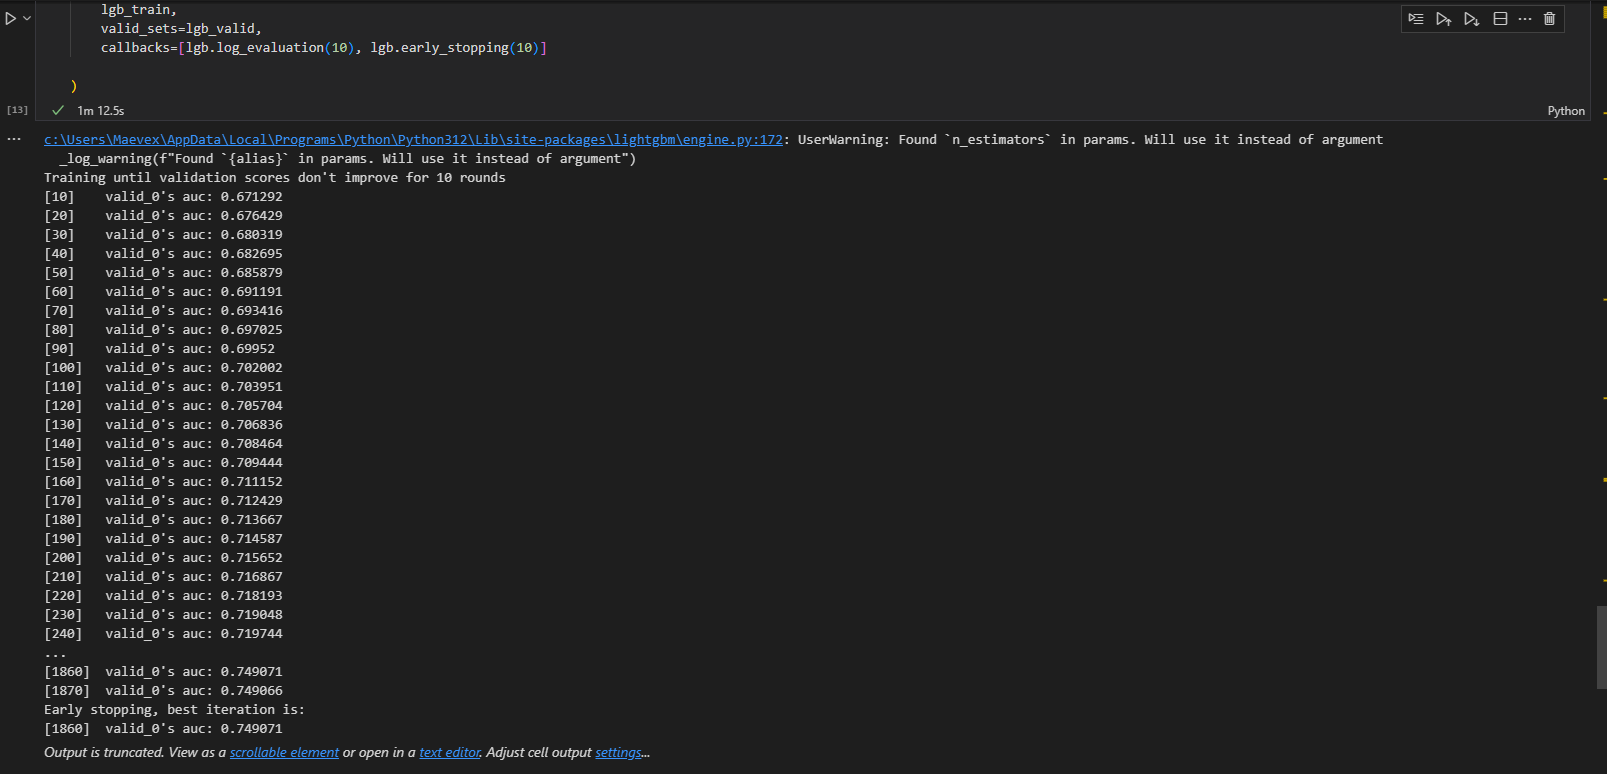 lgb_train,
valid_sets=lgb_valid,
callbacks=[lgb.log_evaluation(10), lgb.early_stopping(10)]
)
[13]
1m 12.5s
Python
...
c:\Users\Maevex\AppData\Local\Programs\Python\Python312\Lib\site-packages\lightgbm\engine.py:172: UserWarning: Found `n_estimators` in params. Will use it instead of argument
  _log_warning(f"Found `{alias}` in params. Will use it instead of argument")
Training until validation scores don't improve for 10 rounds
[10]	valid_0's auc: 0.671292
[20]	valid_0's auc: 0.676429
[30]	valid_0's auc: 0.680319
[40]	valid_0's auc: 0.682695
[50]	valid_0's auc: 0.685879
[60]	valid_0's auc: 0.691191
[70]	valid_0's auc: 0.693416
[80]	valid_0's auc: 0.697025
[90]	valid_0's auc: 0.69952
[100]	valid_0's auc: 0.702002
[110]	valid_0's auc: 0.703951
[120]	valid_0's auc: 0.705704
[130]	valid_0's auc: 0.706836
[140]	valid_0's auc: 0.708464
[150]	valid_0's auc: 0.709444
[160]	valid_0's auc: 0.711152
[170]	valid_0's auc: 0.712429
[180]	valid_0's auc: 0.713667
[190]	valid_0's auc: 0.714587
[200]	valid_0's auc: 0.715652
[210]	valid_0's auc: 0.716867
[220]	valid_0's auc: 0.718193
[230]	valid_0's auc: 0.719048
[240]	valid_0's auc: 0.719744
...
[1860]	valid_0's auc: 0.749071
[1870]	valid_0's auc: 0.749066
Early stopping, best iteration is:
[1860]	valid_0's auc: 0.749071
Output is truncated. View as a scrollable element or open in a text editor. Adjust cell output settings...